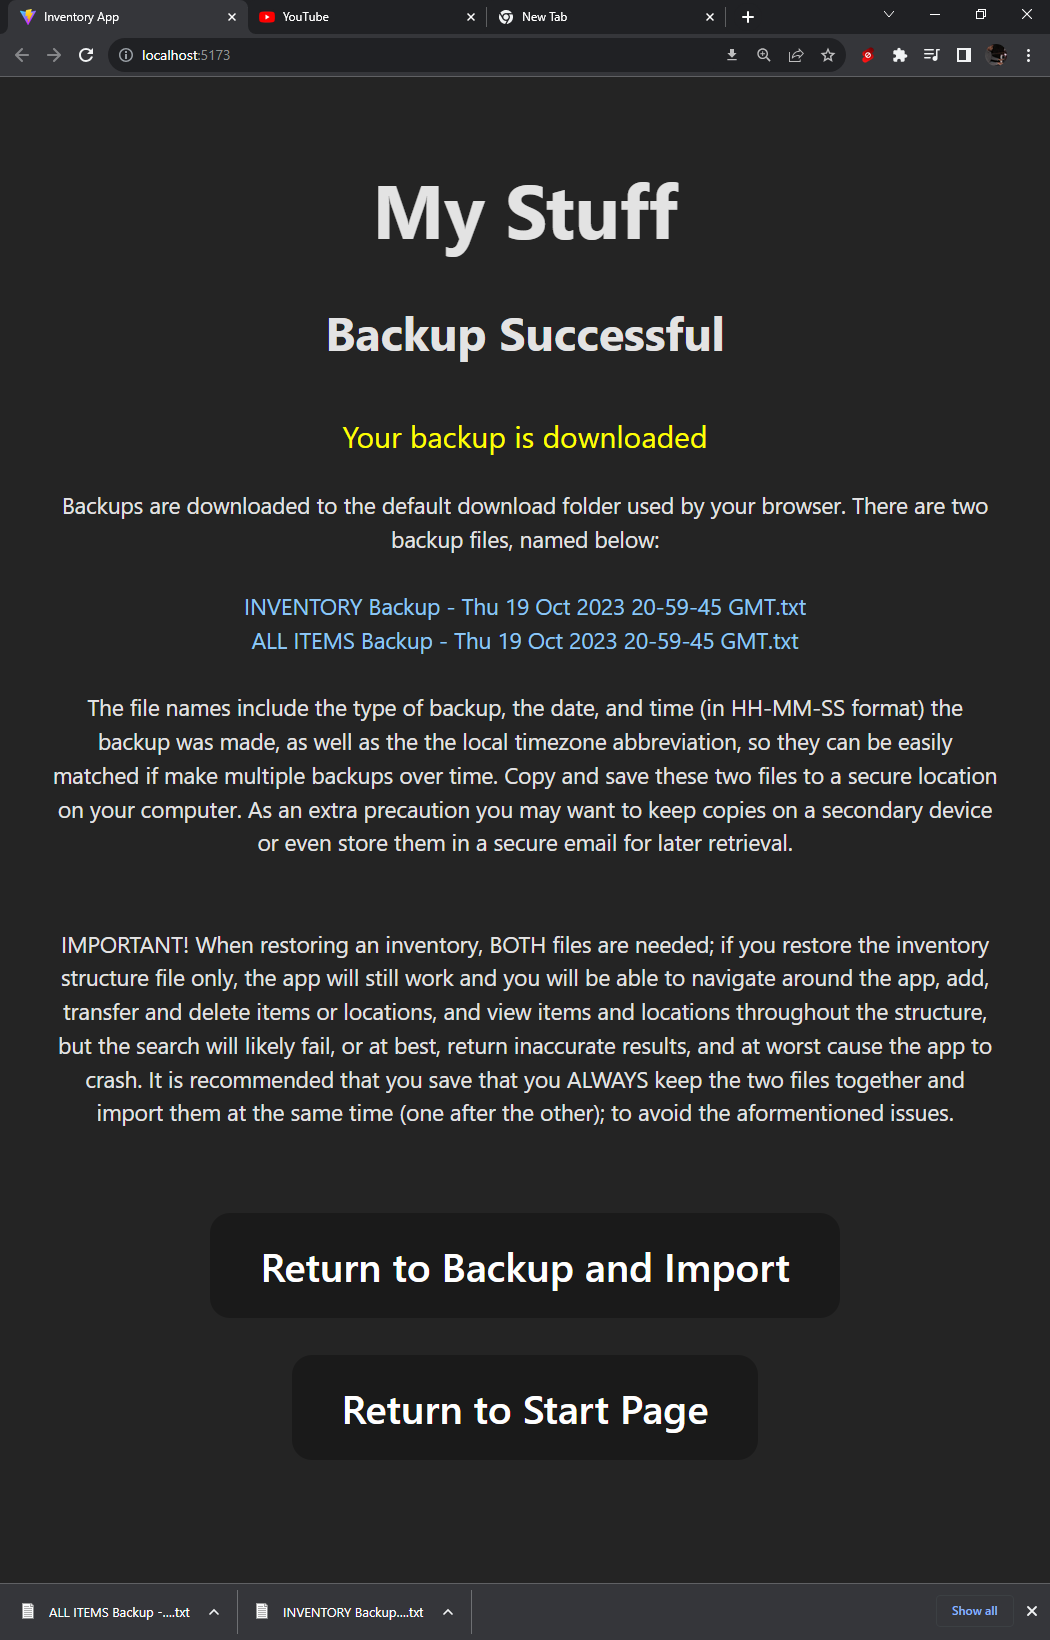 Inventory App
YouTube
New Tab
localhost:5173
My Stuff
Backup Successful
Your backup is downloaded
Backups are downloaded to the default download folder used by your browser. There are two
backup files, named below:
INVENTORY Backup - Thu 19 Oct 2023 20-59-45 GMT.txt
ALL ITEMS Backup - Thu 19 Oct 2023 20-59-45 GMT.txt
The file names include the type of backup, the date, and time (in HH-MM-SS format) the
backup was made, as well as the the local timezone abbreviation, so they can be easily
matched if make multiple backups over time. Copy and save these two files to a secure location
on your computer. As an extra precaution you may want to keep copies on a secondary device
or even store them in a secure email for later retrieval.
IMPORTANT! When restoring an inventory, BOTH files are needed; if you restore the inventory
structure file only, the app will still work and you will be able to navigate around the app, add,
transfer and delete items or locations, and view items and locations throughout the structure,
but the search will likely fail, or at best, return inaccurate results, and at worst cause the app to
crash. It is recommended that you save that you ALWAYS keep the two files together and
import them at the same time (one after the other); to avoid the aformentioned issues.
Return to Backup and Import
Return to Start Page
ALL ITEMS Backup -....txt
INVENTORY Backup....txt
Show all